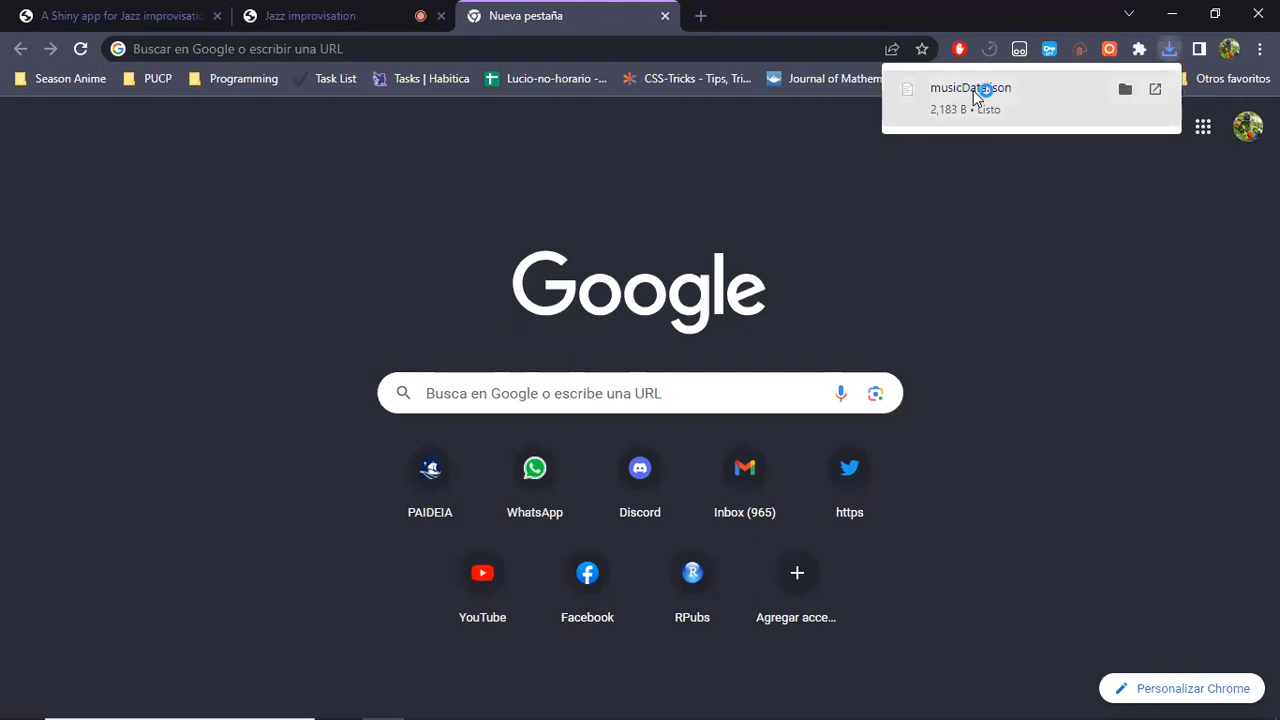 A Shiny app for Jazz improvisatio
Jazz improvisation
Nueva pestaña
Buscar en Google o escribir una URL
Season Anime
PUCP
Programming
Task List
Tasks | Habitica
Lucio-no-horario -...
CSS-Tricks - Tips, Tri...
Journal of Mathem
Otros favoritos
musicData.json
2,183 B • Listo
Google
Busca en Google o escribe una URL
PAIDEIA
WhatsApp
Discord
Inbox (965)
https
YouTube
Facebook
R
RPubs
Agregar acce...
Personalizar Chrome